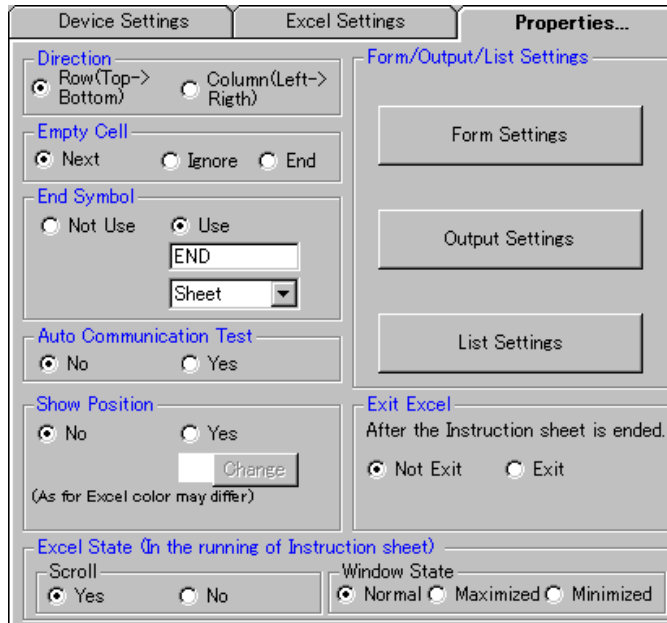 Device Settings
Excel Settings
Properties...
Direction
Row(Top->
Bottom)
Column(Left->
Rigth)
Empty Cell
Next
Ignore
End
End Symbol
Not Use
Use
END
Sheet
Auto Communication Test
No
Yes
Show Position
No
Yes
Change
(As for Excel color may differ)
Form/Output/List Settings
Form Settings
Output Settings
List Settings
Exit Excel
After the Instruction sheet is ended.
Not Exit
Exit
Excel State (In the running of Instruction sheet)
Scroll
Yes
No
Window State
Normal
Maximized
Minimized